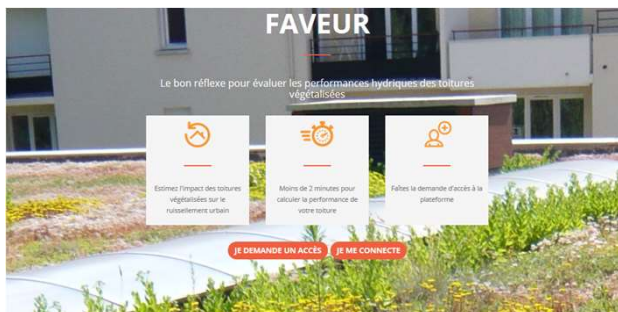 FAVEUR
Le bon réflexe pour évaluer les performances hydriques des toitures
végétalisées
Estimez l'impact des toitures
végétalisées sur le
ruissellement urbain
Moins de 2 minutes pour
calculer la performance de
votre toiture
Faîtes la demande d'accès à la
plateforme
JE DEMANDE UN ACCÈS
JE ME CONNECTE